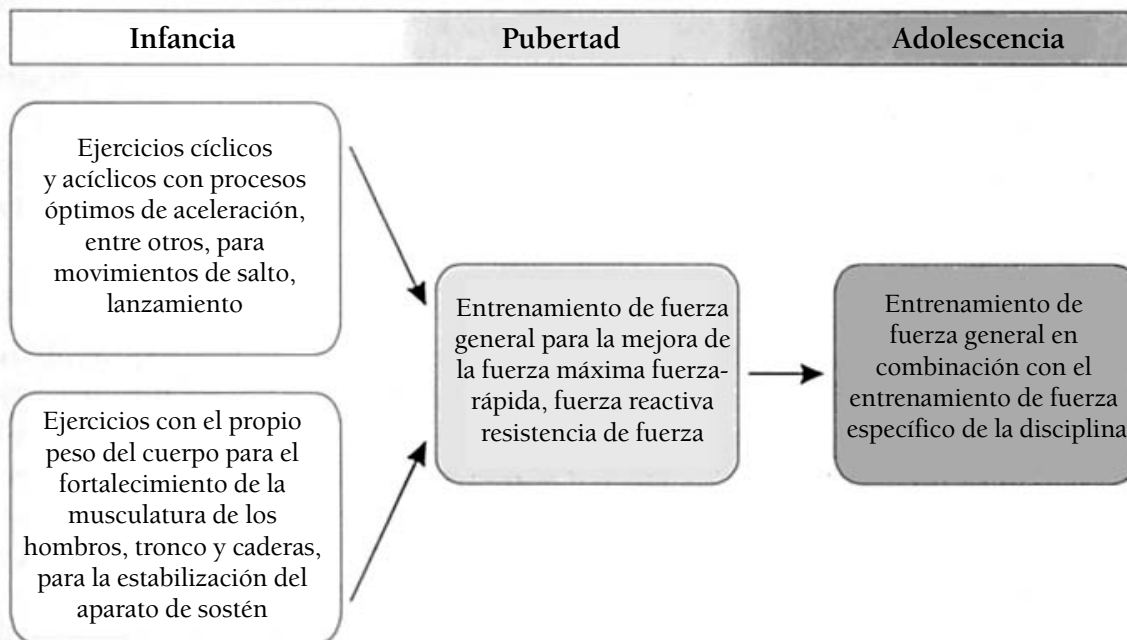 Infancia
Pubertad
Adolescencia
Ejercicios cíclicos
y acíclicos con procesos
óptimos de aceleración,
entre otros, para
movimientos de salto,
lanzamiento
Ejercicios con el propio
peso del cuerpo para el
fortalecimiento de la
musculatura de los
hombros, tronco y caderas,
para la estabilización del
aparato de sostén
Entrenamiento de fuerza
general para la mejora de
la fuerza máxima fuerza-
rápida, fuerza reactiva
resistencia de fuerza
Entrenamiento de
fuerza general en
combinación con el
entrenamiento de fuerza
específico de la disciplina